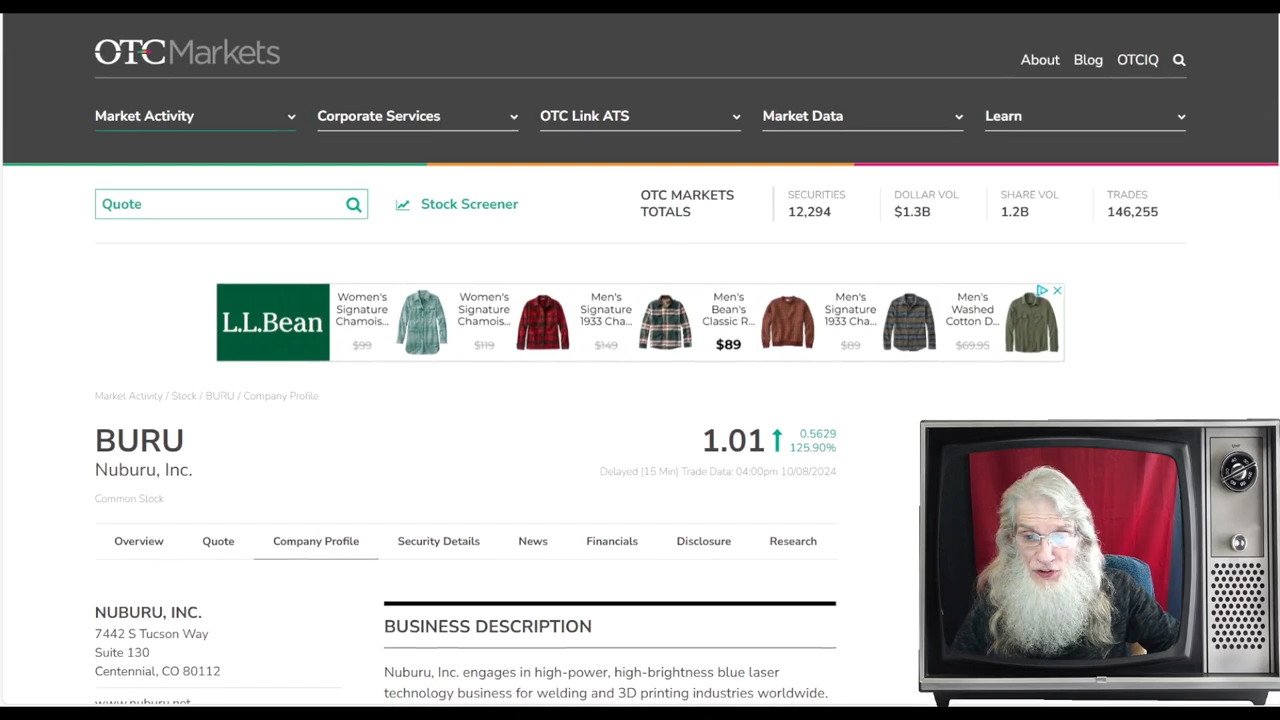 OTCMarkets
About Blog OTCIQ
Market Activity Corporate Services OTC Link ATS Market Data Learn
Quote
Stock Screener
OTC MARKETS
TOTALS
SECURITIES
12,294
DOLLAR VOL
$1.3B
SHARE VOL
1.2B
TRADES
146,255
L.L.Bean
Women's
Signature
Chamois...
$99
Women's
Signature
Chamois...
$119
Men's
Signature
1933 Cha...
$149
Men's
Bean's
Classic R...
$89
Men's
Signature
1933 Cha...
$89
Men's
Washed
Cotton D...
$69.95
Market Activity / Stock / BURU / Company Profile
BURU
Nuburu, Inc.
Common Stock
1.01
0.5629
125.90%
Delayed (15 Min) Trade Data: 04:00pm 10/08/2024
Overview Quote Company Profile Security Details News Financials Disclosure Research
NUBURU, INC.
7442 S Tucson Way
Suite 130
Centennial, CO 80112
www.nuburu.net
BUSINESS DESCRIPTION
Nuburu, Inc. engages in high-power, high-brightness blue laser
technology business for welding and 3D printing industries worldwide.